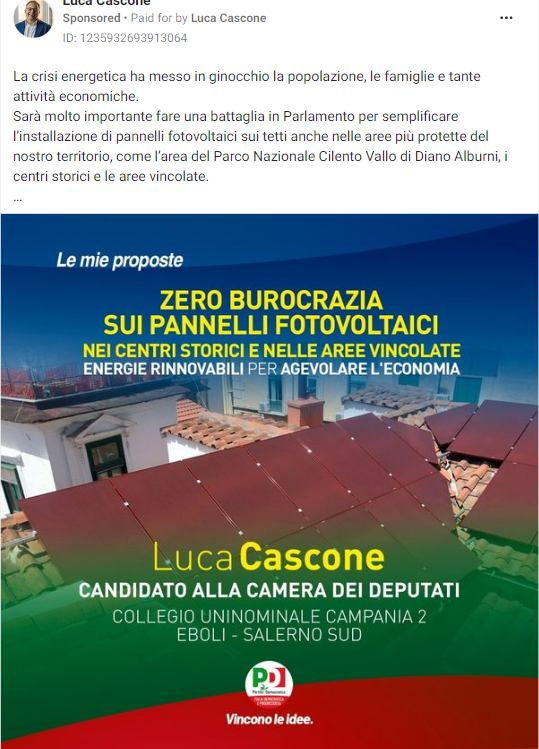 Luca Cascone
Sponsored • Paid for by Luca Cascone
ID: 1235932693913064
La crisi energetica ha messo in ginocchio la popolazione, le famiglie e tante
attività economiche.
Sarà molto importante fare una battaglia in Parlamento per semplificare
l'installazione di pannelli fotovoltaici sui tetti anche nelle aree più protette del
nostro territorio, come l'area del Parco Nazionale Cilento Vallo di Diano Alburni, i
centri storici e le aree vincolate.
...
Le mie proposte
ZERO BUROCRAZIA
SUI PANNELLI FOTOVOLTAICI
NEI CENTRI STORICI E NELLE AREE VINCOLATE
ENERGIE RINNOVABILI PER AGEVOLARE L'ECONOMIA
Luca Cascone
CANDIDATO ALLA CAMERA DEI DEPUTATI
COLLEGIO UNINOMINALE CAMPANIA 2
EBOLI - SALERNO SUD
PD
Partito Democratico
ITALIA DEMOCRATICA
E PROGRESSISTA
Vincono le idee.